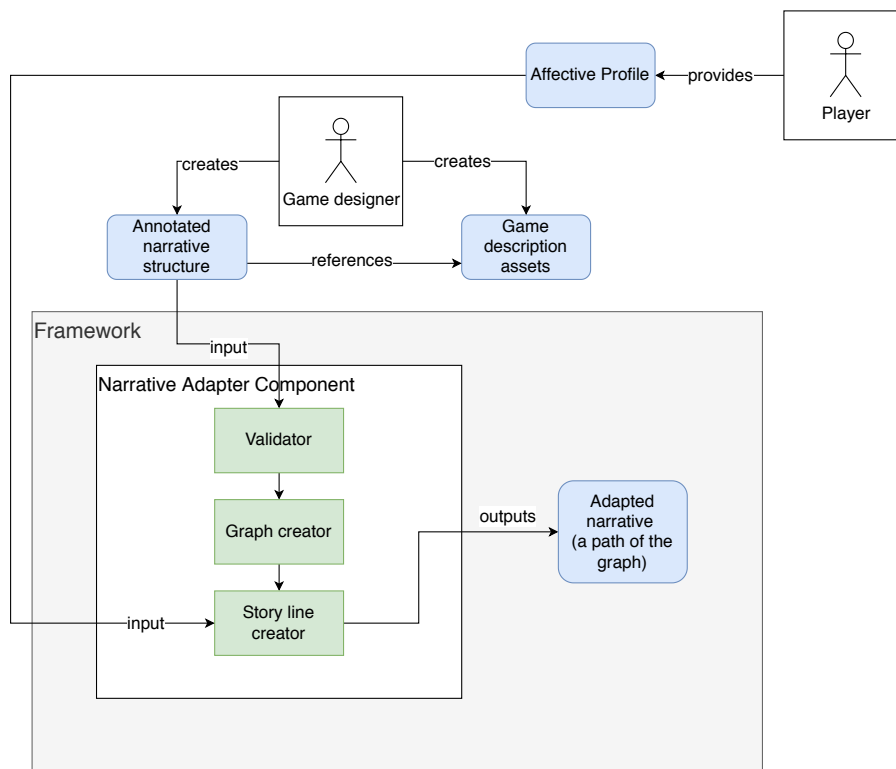 Affective Profile
provides
Player
creates
Game designer
creates
Annotated
narrative
structure
references
Game
description
assets
Framework
input
Narrative Adapter Component
Validator
Graph creator
Story line
creator
input
outputs
Adapted
narrative
(a path of the
graph)